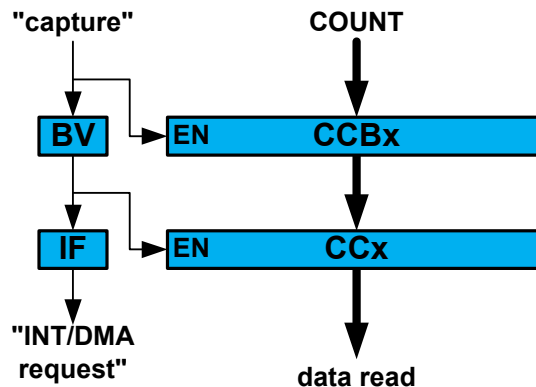 "capture" COUNT
BV EN CCBx
IF EN CCx
"INT/DMA
request"
data read